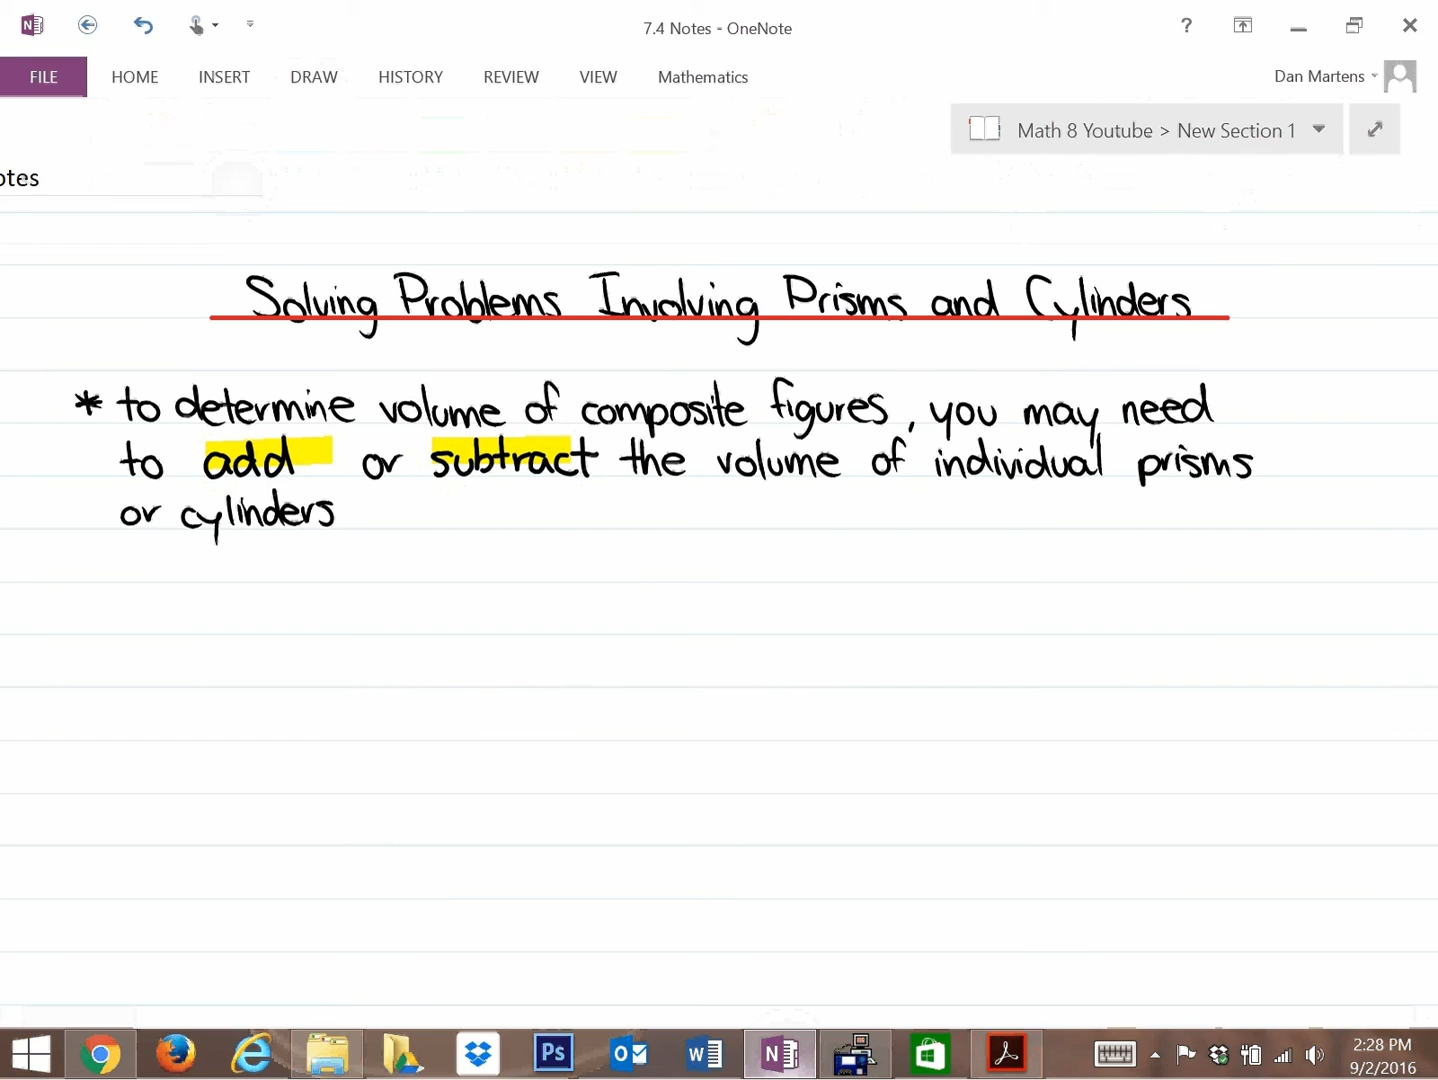 7.4 Notes - OneNote
?
FILE HOME INSERT DRAW HISTORY REVIEW VIEW Mathematics
Dan Martens
Math 8 Youtube > New Section 1
otes
Solving Problems Involving Prisms and Cylinders
* to determine volume of composite figures, you may need
to add or subtract the volume of individual prisms
or cylinders
Ps
2:28 PM
9/2/2016